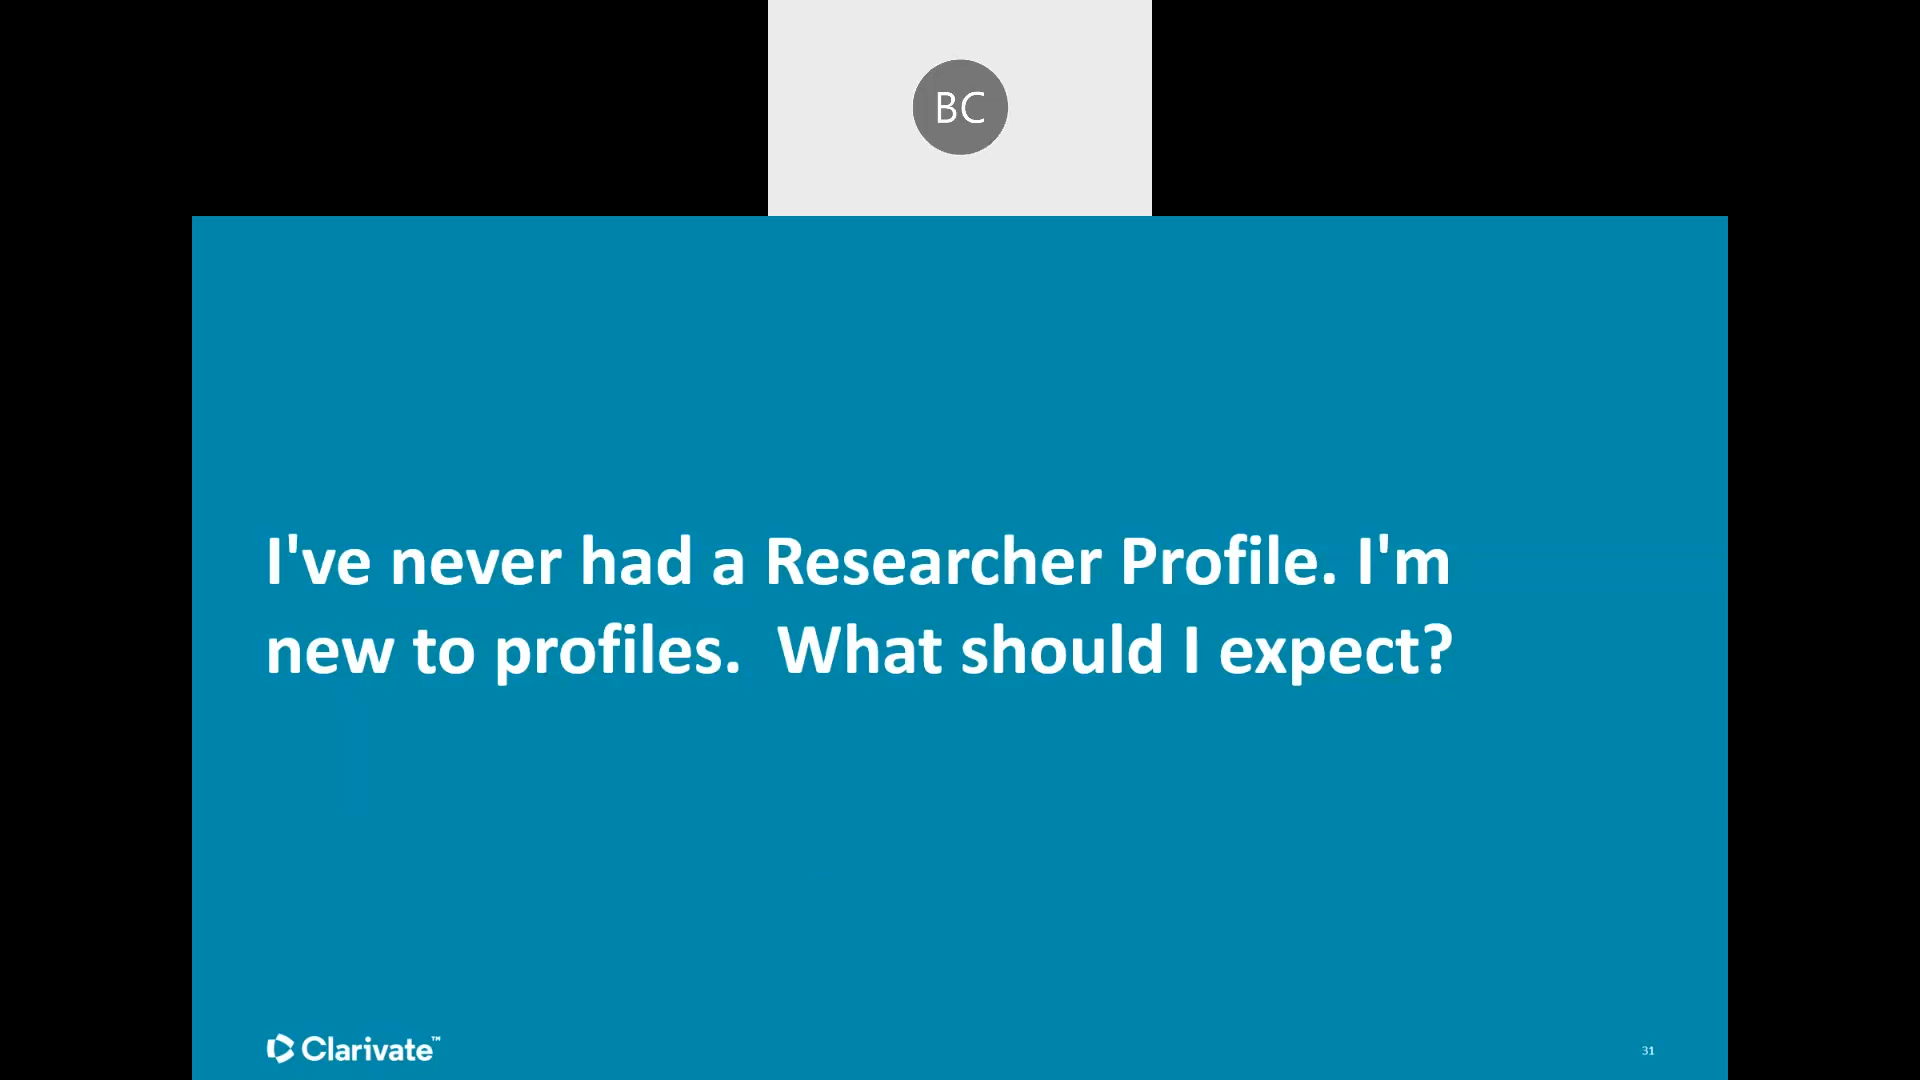 BC
I've never had a Researcher Profile. I'm
new to profiles.  What should I expect?
Clarivate™
31